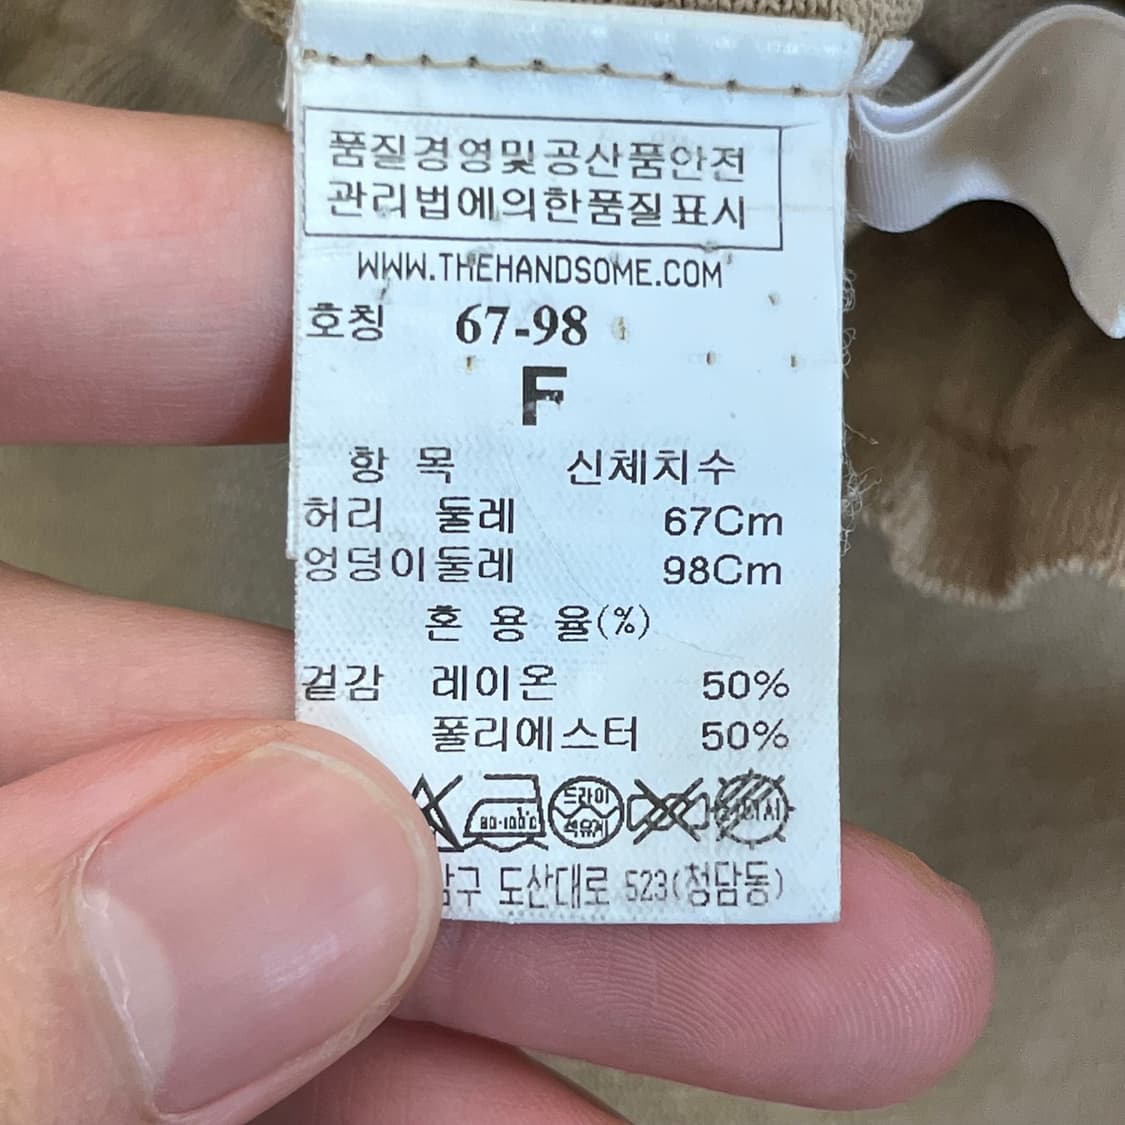 품질경영및공산품안전
관리법에의한품질표시
WWW.THEHANDSOME.COM
호칭 67-98
F
항 목 신체치수
허리 둘레 67Cm
엉덩이둘레 98Cm
혼 용 율(%)
겉감 레이온 50%
폴리에스터 50%
80-100°C 드라이 석유계
남구 도산대로 523(청담동)